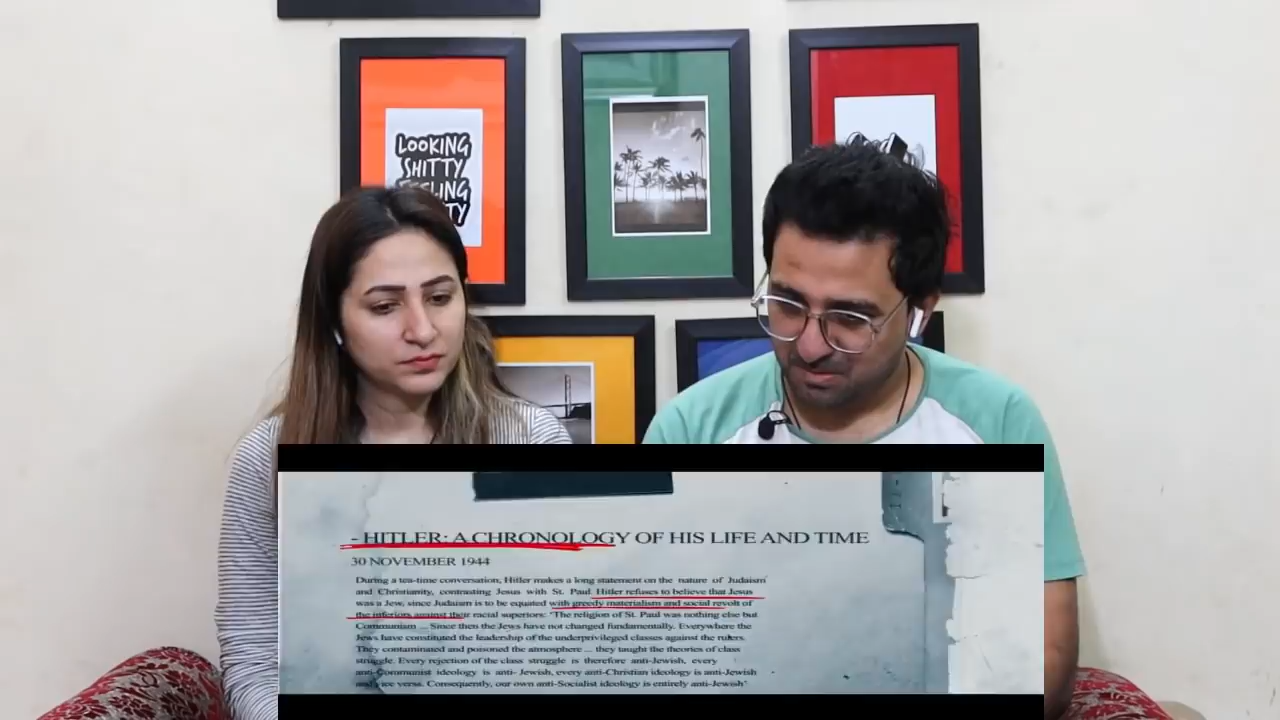 LOOKING
SHITTY
- HITLER: A CHRONOLOGY OF HIS LIFE AND TIME
30 NOVEMBER 1944
During a tea-time conversation, Hitler makes a long statement on the nature of Judaism
and Christianity, contrasting Jesus with St. Paul. Hitler refuses to believe that Jesus
was a Jew, since Judaism is to be equated with greedy materialism and social revolt of
the inferiors against their racial superiors: 'The religion of St. Paul was nothing else but
Communism ... Since then the Jews have not changed fundamentally. Everywhere the
Jews have constituted the leadership of the underprivileged classes against the rulers.
They contaminated and poisoned the atmosphere ... they taught the theories of class
struggle. Every rejection of the class struggle is therefore anti-Jewish, every
anti-Communist ideology is anti- Jewish, every anti-Christian ideology is anti-Jewish
and vice versa. Consequently, our own anti-Socialist ideology is entirely anti-Jewish'